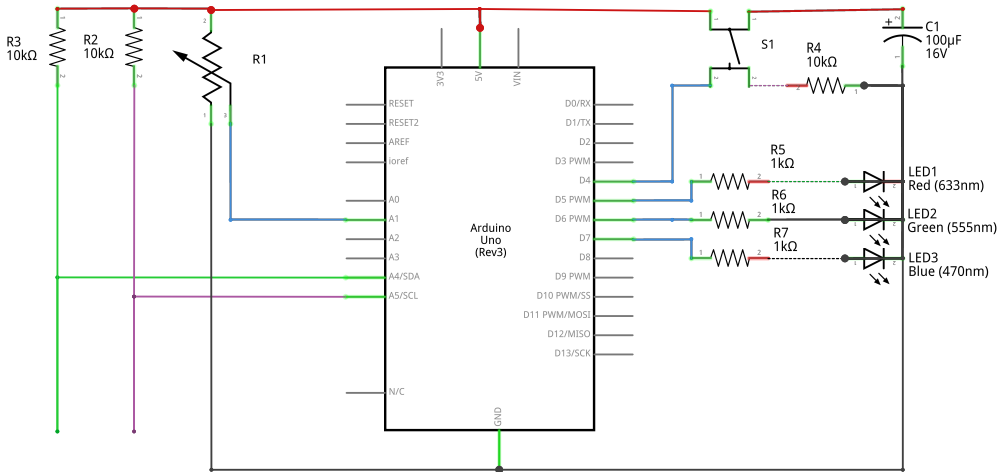 R3
10kΩ
R2
10kΩ
R1
S1
C1
100µF
16V
R4
10kΩ
3V3
5V
VIN
RESET
RESET2
AREF
ioref
A0
A1
A2
A3
A4/SDA
A5/SCL
N/C
Arduino
Uno
(Rev3)
D0/RX
D1/TX
D2
D3 PWM
D4
D5 PWM
D6 PWM
D7
D8
D9 PWM
D10 PWM/SS
D11 PWM/MOSI
D12/MISO
D13/SCK
GND
R5
1kΩ
R6
1kΩ
R7
1kΩ
LED1
Red (633nm)
LED2
Green (555nm)
LED3
Blue (470nm)